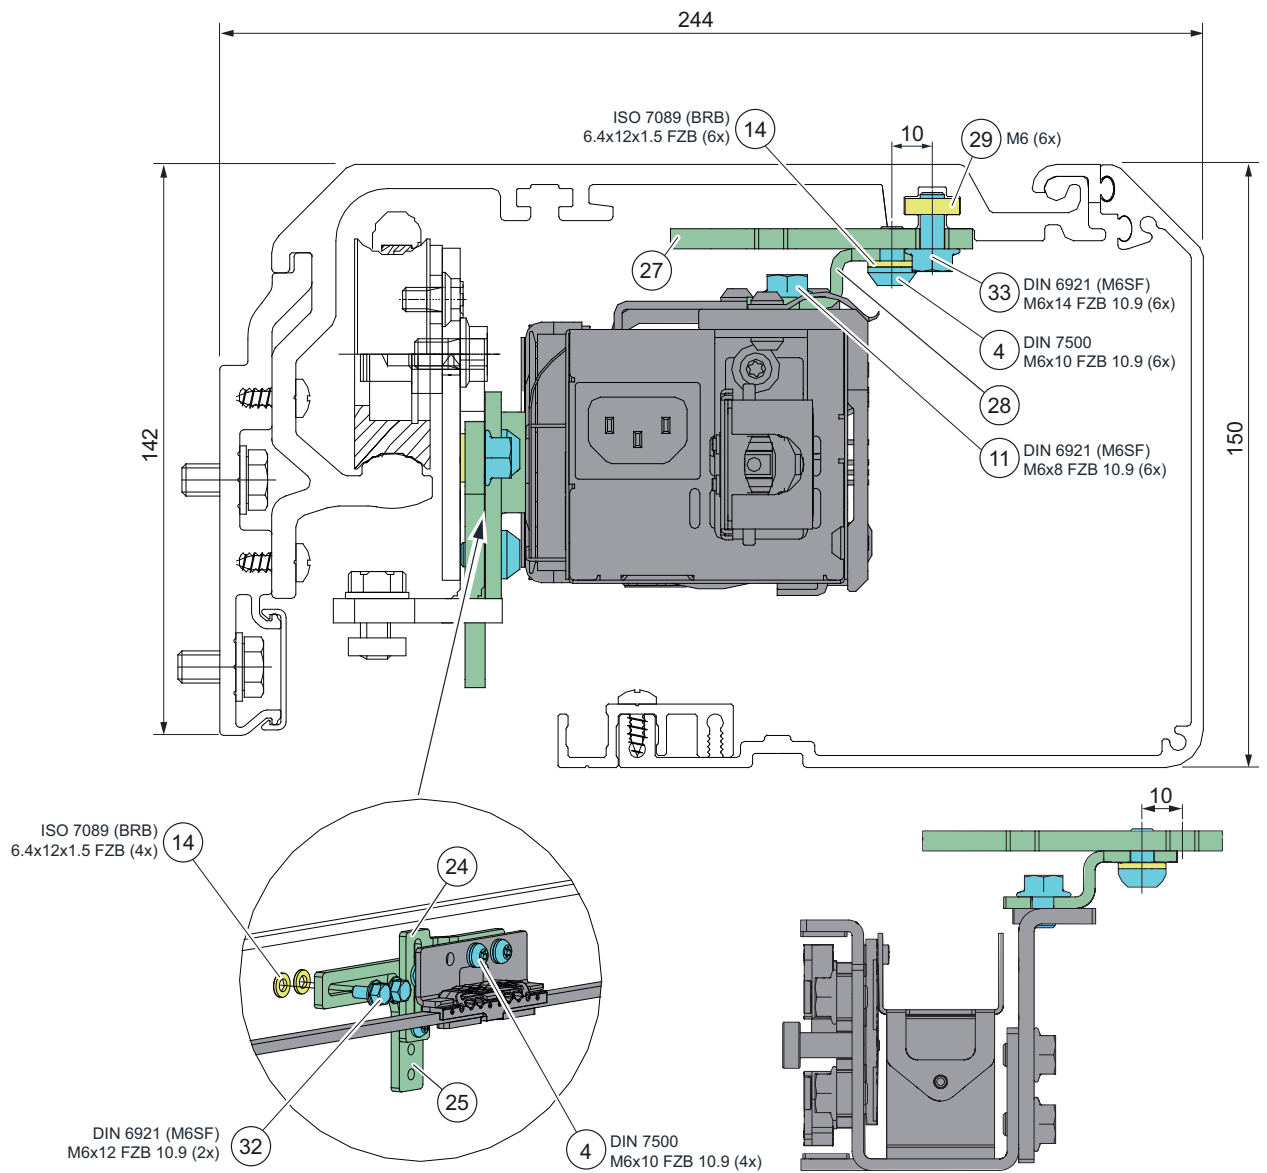 244
ISO 7089 (BRB)
6.4x12x1.5 FZB (6x)
14
10
29
M6 (6x)
27
33
DIN 6921 (M6SF)
M6x14 FZB 10.9 (6x)
4
DIN 7500
M6x10 FZB 10.9 (6x)
28
11
DIN 6921 (M6SF)
M6x8 FZB 10.9 (6x)
142
150
10
ISO 7089 (BRB)
6.4x12x1.5 FZB (4x)
14
24
25
DIN 6921 (M6SF)
M6x12 FZB 10.9 (2x)
32
4
DIN 7500
M6x10 FZB 10.9 (4x)